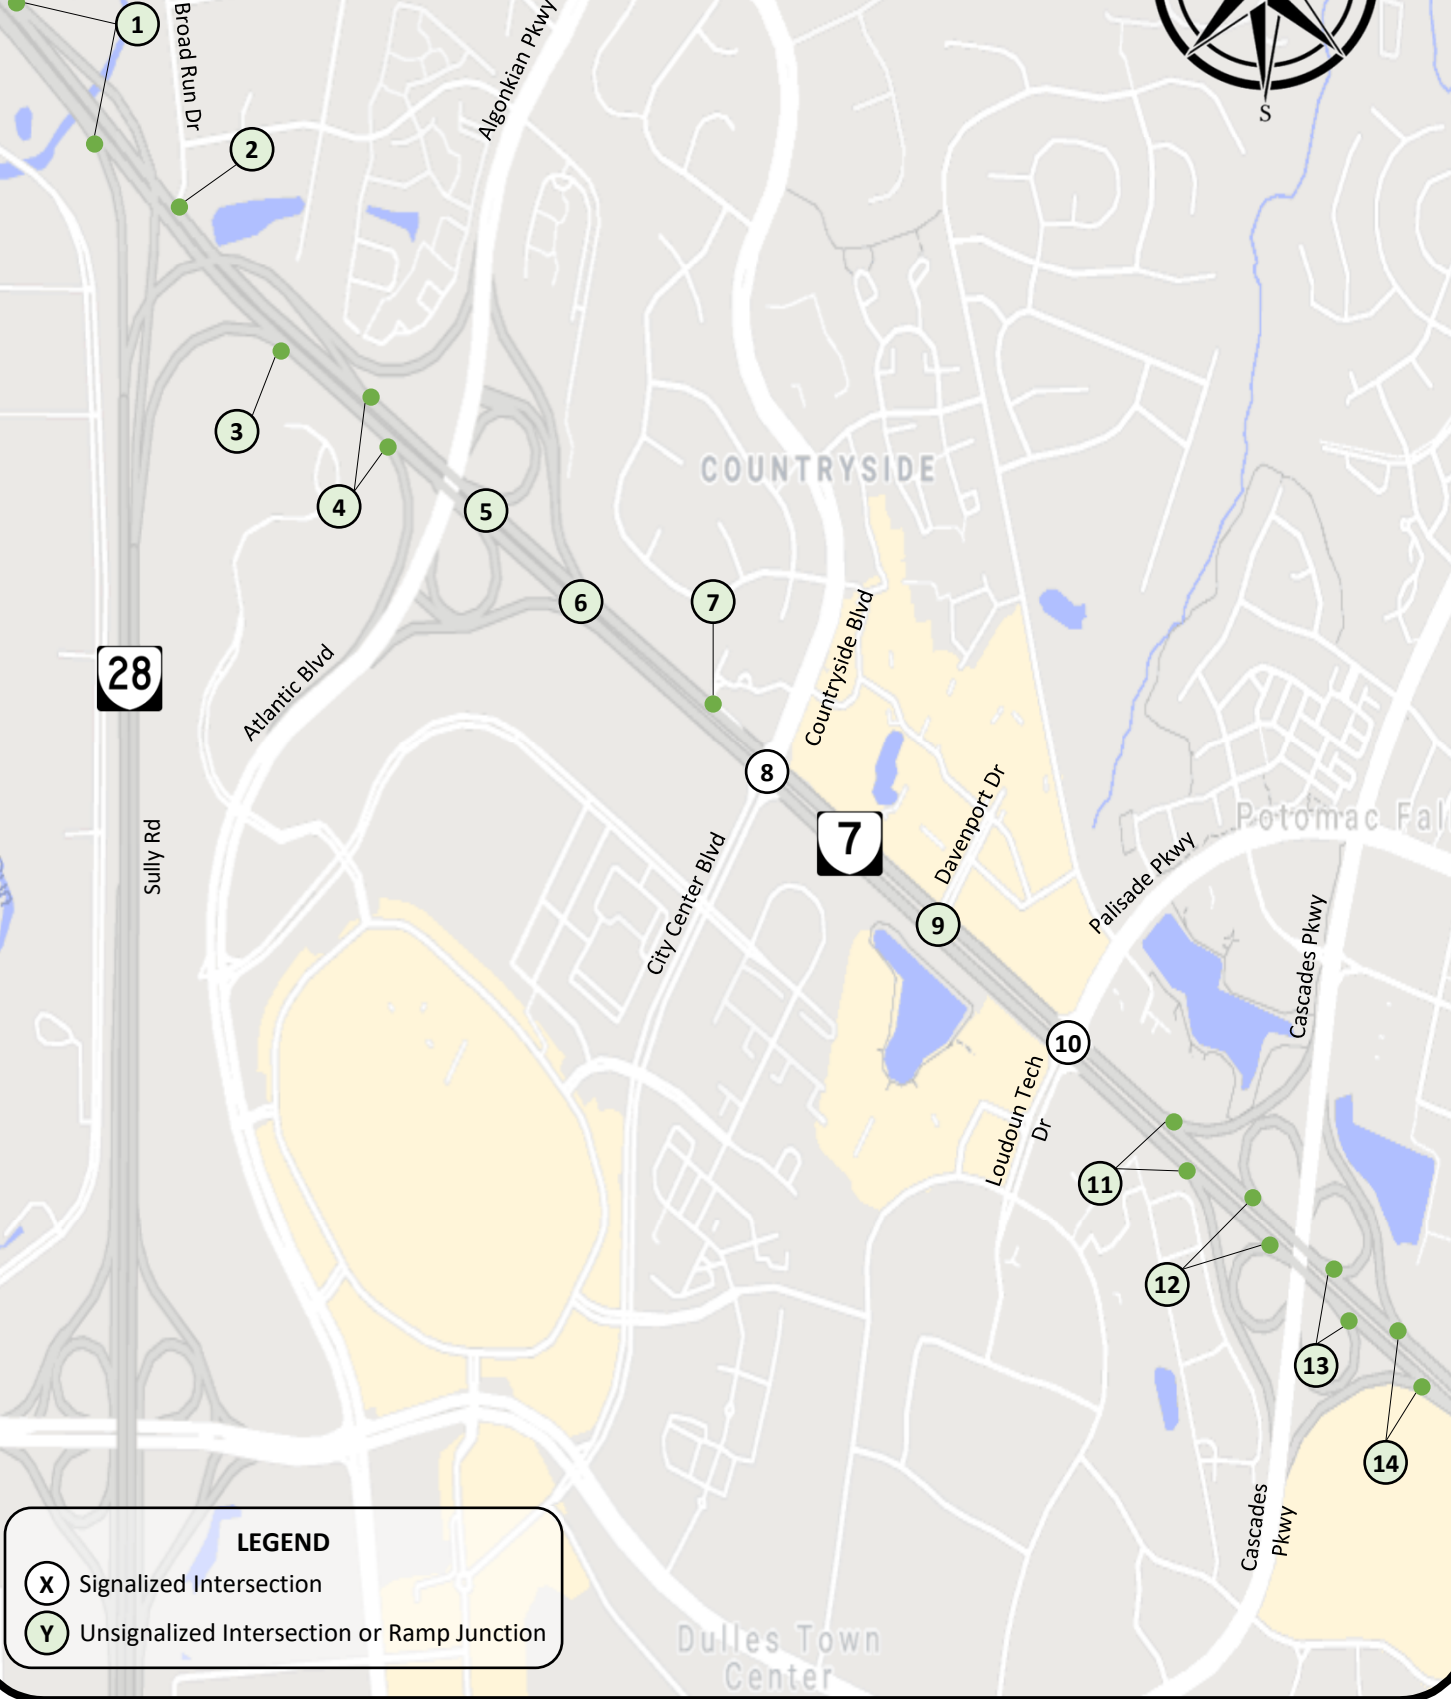 1
Broad Run Dr
Algonkian Pkwy
S
2
3
4
5
COUNTRYSIDE
6
7
Countryside Blvd
28
Atlantic Blvd
8
Davenport Dr
7
Sully Rd
City Center Blvd
Potomac Fal
Palisade Pkwy
9
Cascades Pkwy
10
Loudoun Tech
Dr
11
12
13
14
Cascades
Pkwy
LEGEND
X Signalized Intersection
Y Unsignalized Intersection or Ramp Junction
Dulles Town
Center